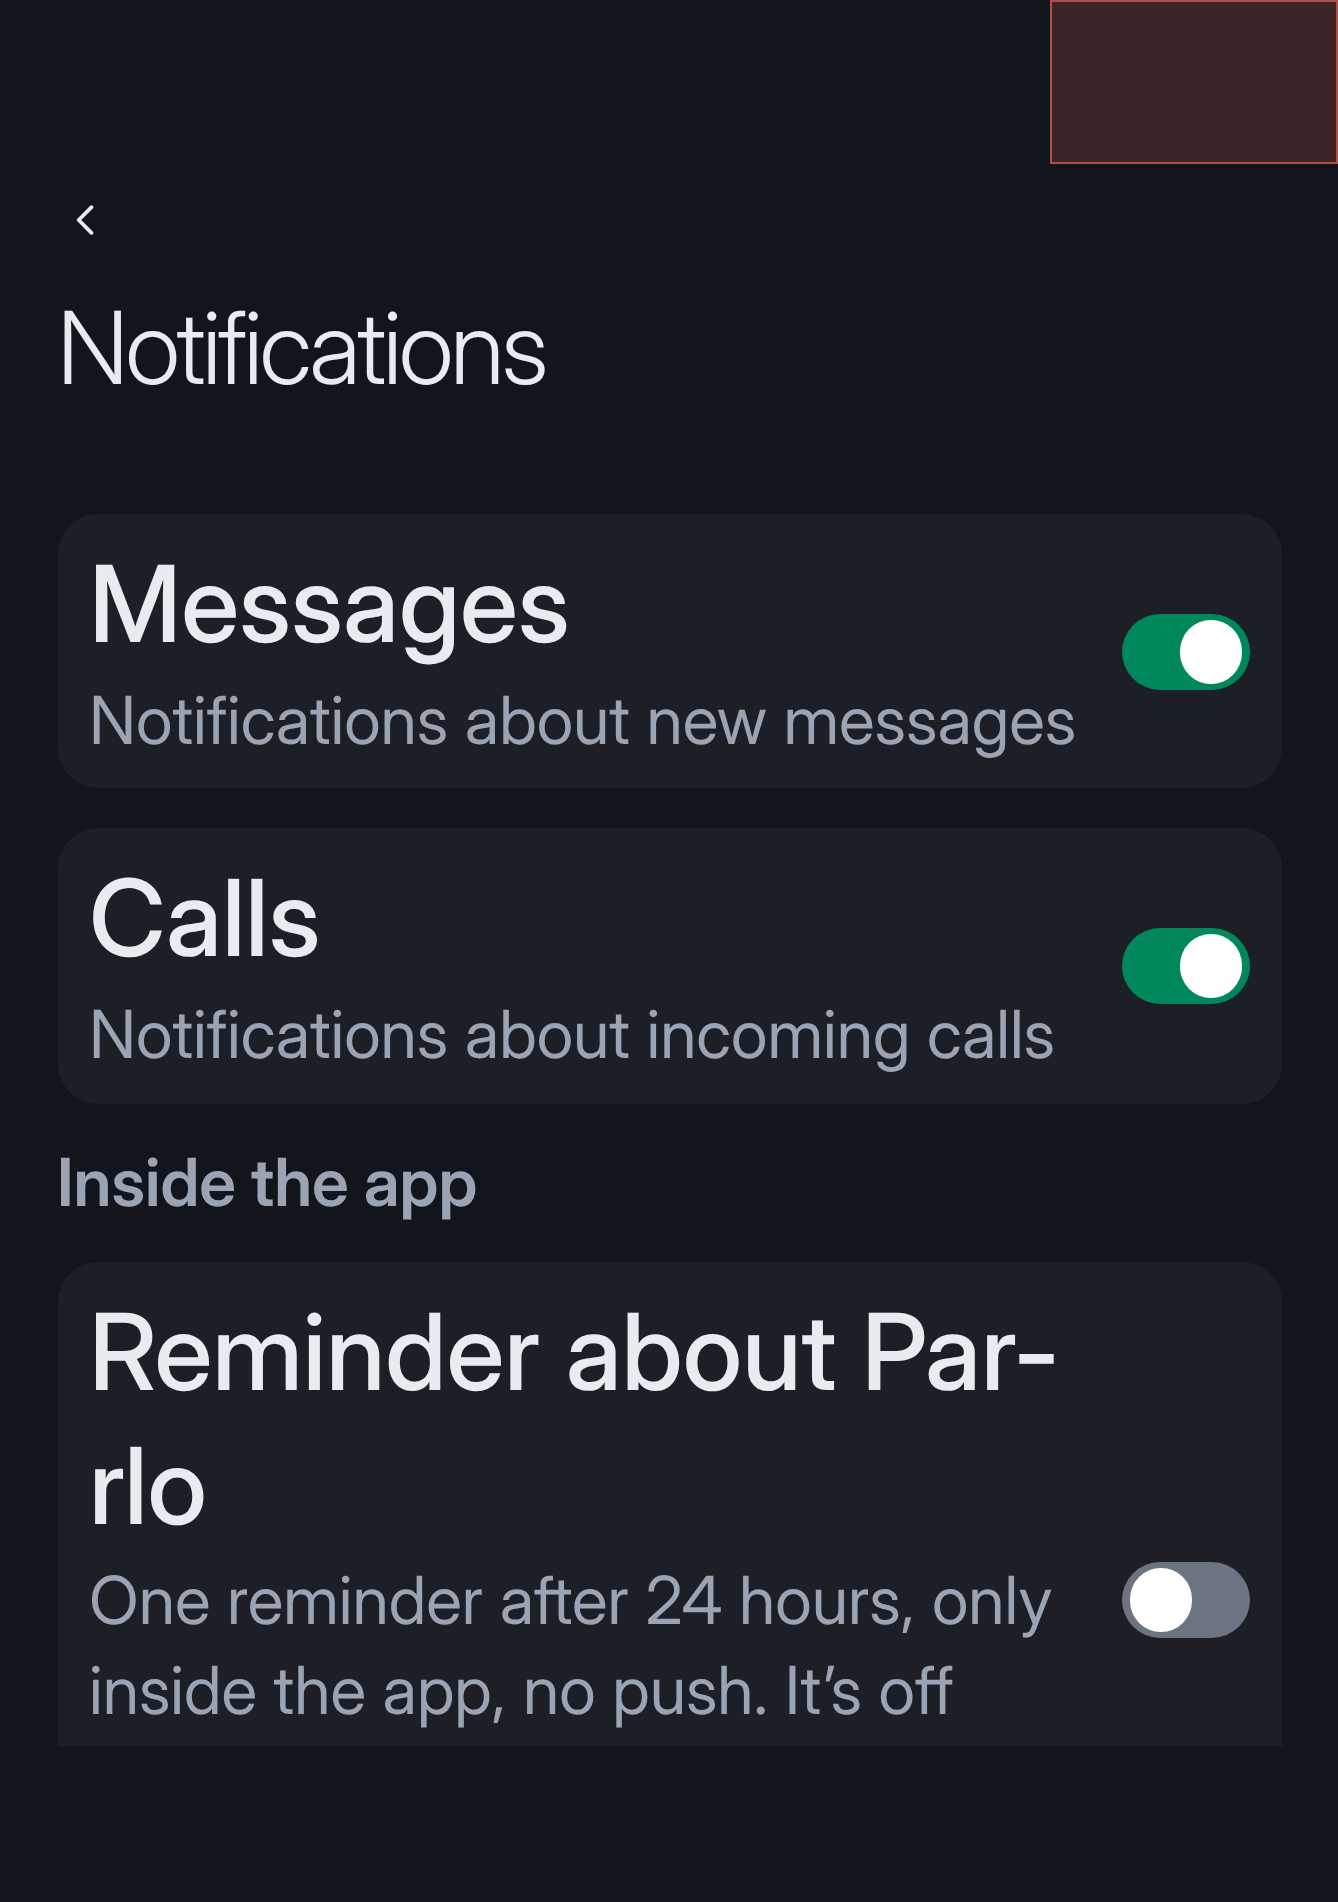 Notifications
Messages
Notifications about new messages
Calls
Notifications about incoming calls
Inside the app
Reminder about Par-
rlo
One reminder after 24 hours, only
inside the app, no push. It’s off